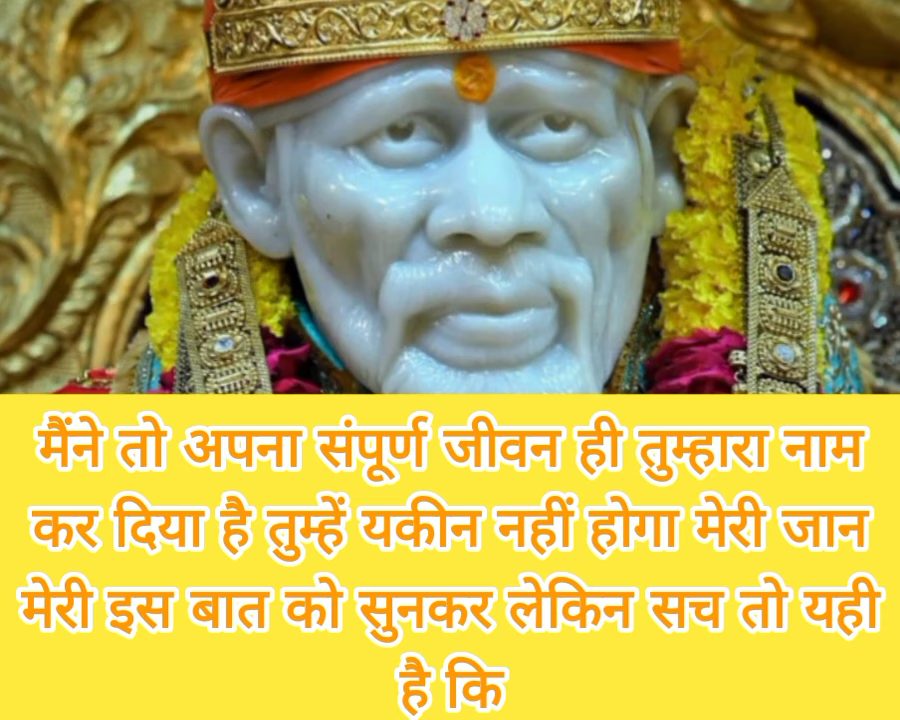 मैंने तो अपना संपूर्ण जीवन ही तुम्हारा नाम
कर दिया है तुम्हें यकीन नहीं होगा मेरी जान
मेरी इस बात को सुनकर लेकिन सच तो यही
है कि